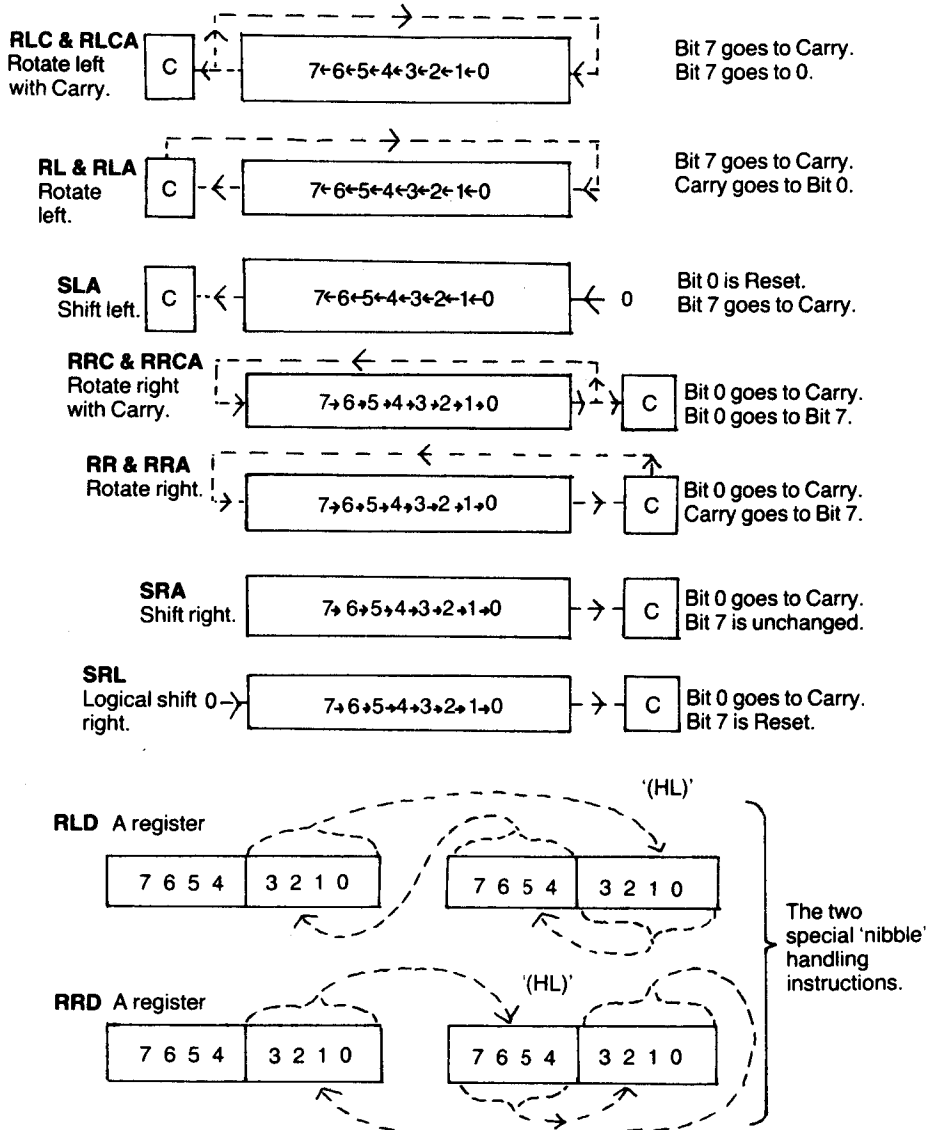 RLC & RLCA
Rotate left
with Carry.
C
7←6←5←4←3←2←1←0
Bit 7 goes to Carry.
Bit 7 goes to 0.
RL & RLA
Rotate
left.
C
7←6←5←4←3←2←1←0
Bit 7 goes to Carry.
Carry goes to Bit 0.
SLA
Shift left.
C
7←6←5←4←3←2←1←0
0
Bit 0 is Reset.
Bit 7 goes to Carry.
RRC & RRCA
Rotate right
with Carry.
7→6→5→4→3→2→1→0
C
Bit 0 goes to Carry.
Bit 0 goes to Bit 7.
RR & RRA
Rotate right.
7→6→5→4→3→2→1→0
C
Bit 0 goes to Carry.
Carry goes to Bit 7.
SRA
Shift right.
7→6→5→4→3→2→1→0
C
Bit 0 goes to Carry.
Bit 7 is unchanged.
SRL
Logical shift
right.
0
7→6→5→4→3→2→1→0
C
Bit 0 goes to Carry.
Bit 7 is Reset.
'(HL)'
RLD A register
7 6 5 4 3 2 1 0
7 6 5 4 3 2 1 0
The two
special 'nibble'
handling
instructions.
RRD A register
'(HL)'
7 6 5 4 3 2 1 0
7 6 5 4 3 2 1 0